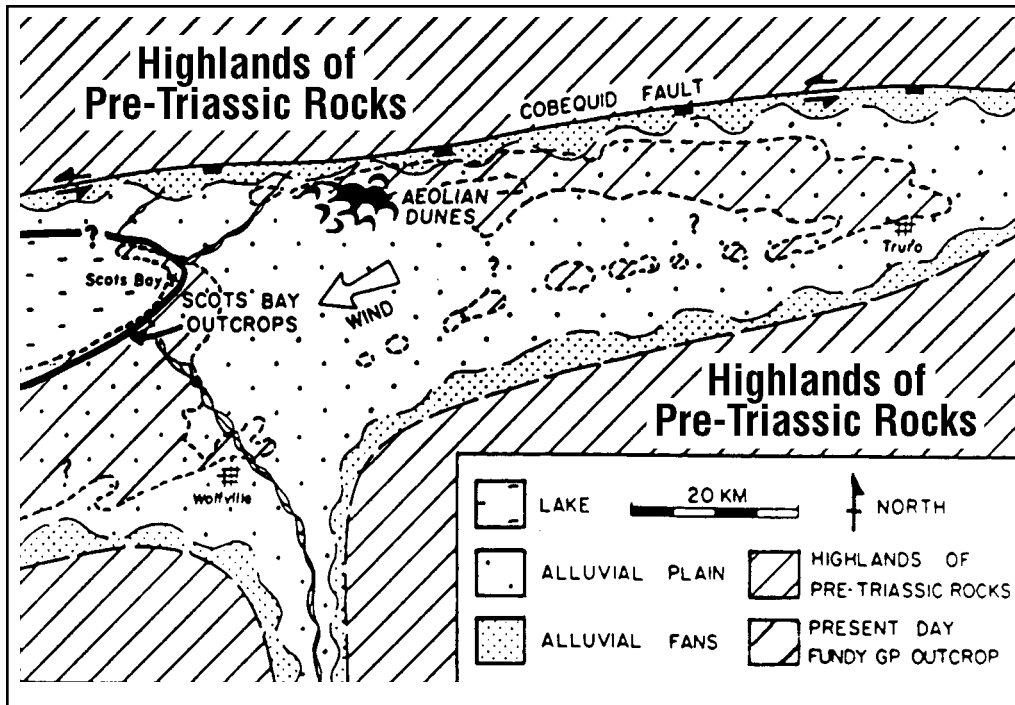 Highlands of
Pre-Triassic Rocks
COBEQUID FAULT
AEOLIAN
DUNES
?
Scots Bay
SCOTS BAY
OUTCROPS
WIND
?
?
Truro
Highlands of
Pre-Triassic Rocks
?
Wolfville
LAKE
20 KM
NORTH
ALLUVIAL PLAIN
HIGHLANDS OF
PRE-TRIASSIC ROCKS
ALLUVIAL FANS
PRESENT DAY
FUNDY GP OUTCROP